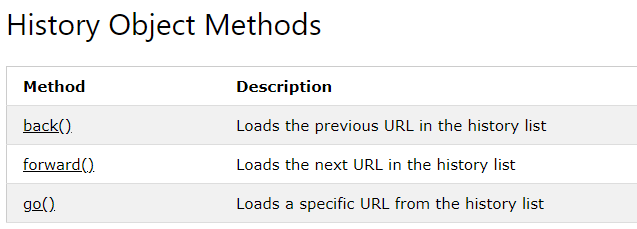 History Object Methods
Method Description
back() Loads the previous URL in the history list
forward() Loads the next URL in the history list
go() Loads a specific URL from the history list